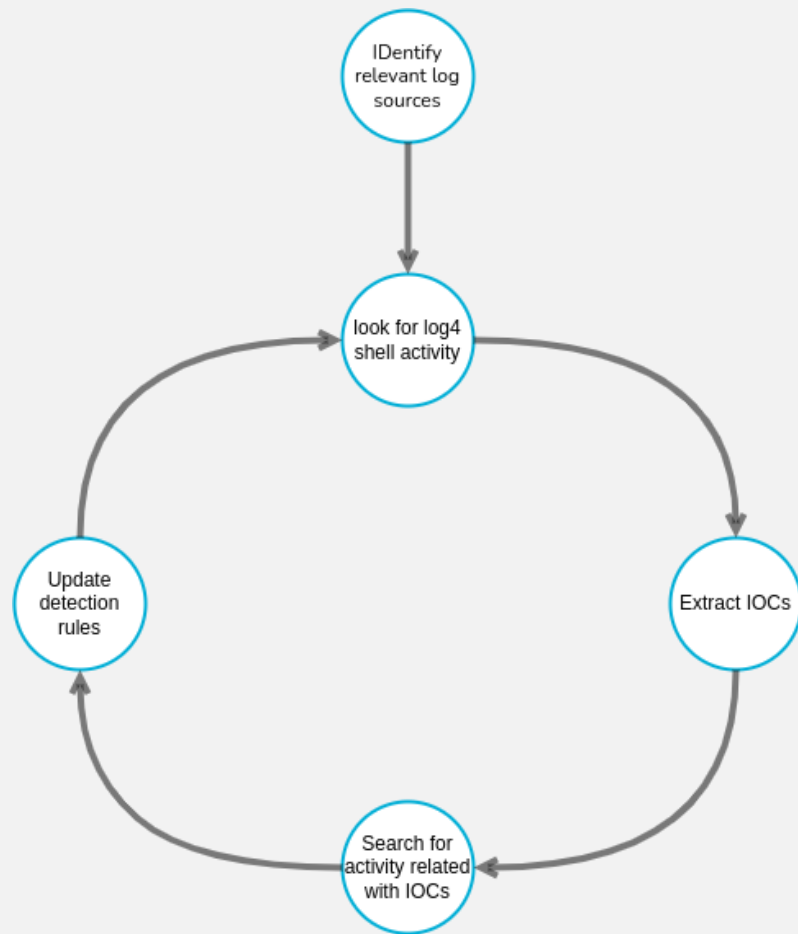 IDentify
relevant log
sources
look for log4
shell activity
Extract IOCs
Search for
activity related
with IOCs
Update
detection
rules